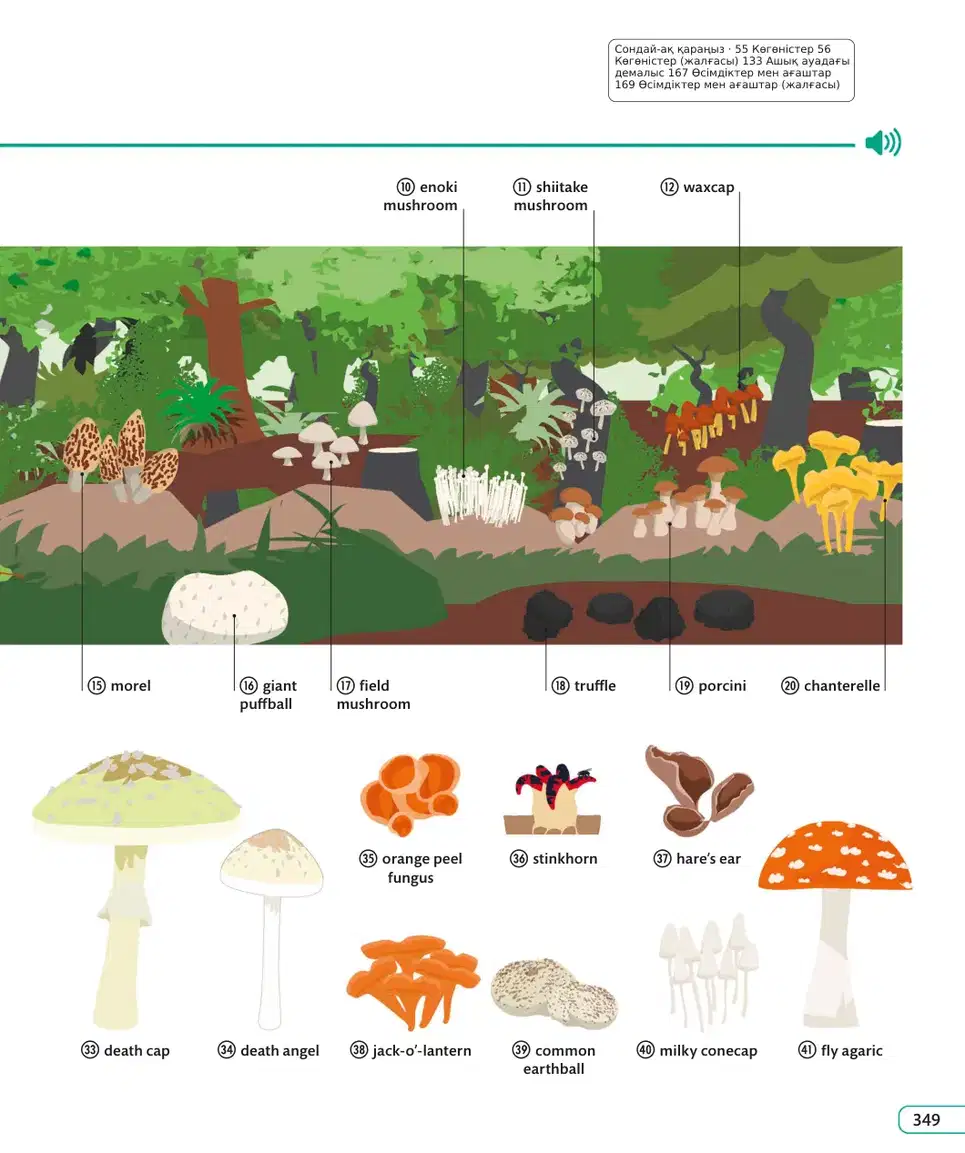 Сондай-ақ қараңыз · 55 Көгөністер 56
Көгөністер (жалғасы) 133 Ашық ауадағы
демалыс 167 Өсімдіктер мен ағаштар
169 Өсімдіктер мен ағаштар (жалғасы)
⑩ enoki
mushroom
⑪ shiitake
mushroom
⑫ waxcap
⑮ morel
⑯ giant
puffball
⑰ field
mushroom
⑱ truffle
⑲ porcini
⑳ chanterelle
㉟ orange peel
fungus
㊱ stinkhorn
㊲ hare’s ear
㉝ death cap
㉞ death angel
㊳ jack-o’-lantern
㊴ common
earthball
㊵ milky conecap
㊶ fly agaric
349